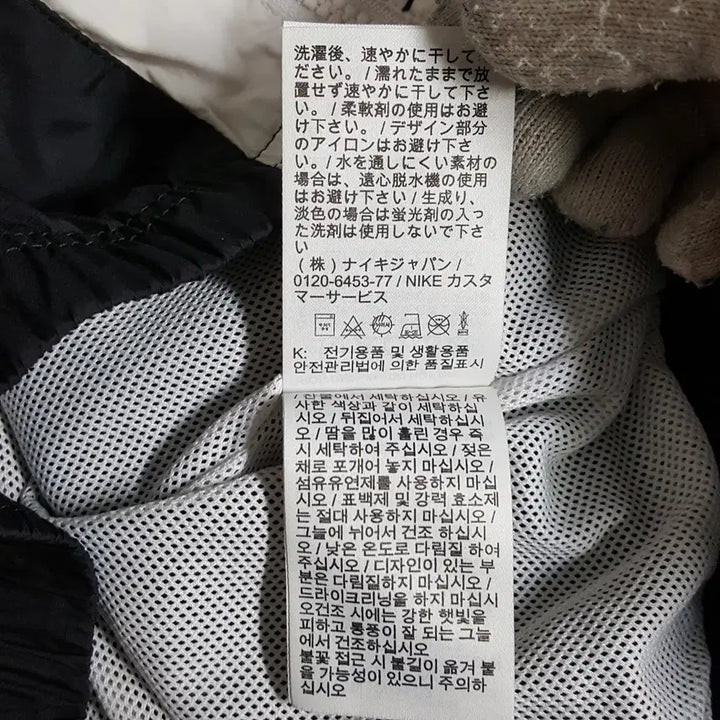 洗濯後、速やかに干してく
ださい。/ 濡れたままで放
置せず速やかに干して下さ
い。/ 柔軟剤の使用はお避
け下さい。/ デザイン部分
のアイロンはお避け下さ
い。/ 水を通しにくい素材の
場合は、遠心脱水機の使用
はお避け下さい / 生成り、
淡色の場合は蛍光剤の入っ
た洗剤は使用しないで下さ
い
（株）ナイキジャパン /
0120-6453-77 / NIKE カスタ
マーサービス
K: 전기용품 및 생활용품
안전관리법에 의한 품질표시
/ 찬물에서 세탁하십시오 / 유
사한 색상과 같이 세탁하십시
오 / 뒤집어서 세탁하십시
오 / 땀을 많이 흘린 경우 즉
시 세탁하여 주십시오 / 젖은
채로 포개어 놓지 마십시오 /
섬유유연제를 사용하지 마십
시오 / 표백제 및 강력 효소제
는 절대 사용하지 마십시오 /
그늘에 뉘어서 건조 하십시
오 / 낮은 온도로 다림질 하여
주십시오 / 디자인이 있는 부
분은 다림질하지 마십시오 /
드라이크리닝을 하지 마십시
오건조 시에는 강한 햇빛을
피하고 통풍이 잘 되는 그늘
에서 건조하십시오
불꽃 접근 시 불길이 옮겨 붙
을 가능성이 있으니 주의하
십시오